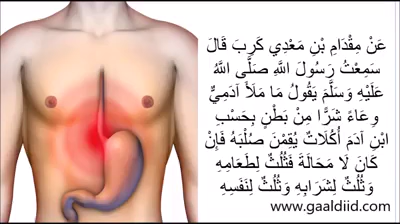 عَنْ مِقْدَامِ بْنِ مَعْدِي كَرِبَ قَالَ
سَمِعْتُ رَسُولَ اللَّهِ صَلَّى اللَّهُ
عَلَيْهِ وَسَلَّمَ يَقُولُ مَا مَلَأَ آدَمِيٌّ
وِعَاءً شَرًّا مِنْ بَطْنٍ بِحَسْبِ
ابْنِ آدَمَ أُكُلَاتٌ يُقِمْنَ صُلْبَهُ فَإِنْ
كَانَ لَا مَحَالَةَ فَثُلُثٌ لِطَعَامِهِ
وَثُلُثٌ لِشَرَابِهِ وَثُلُثٌ لِنَفَسِهِ
www.gaaldiid.com